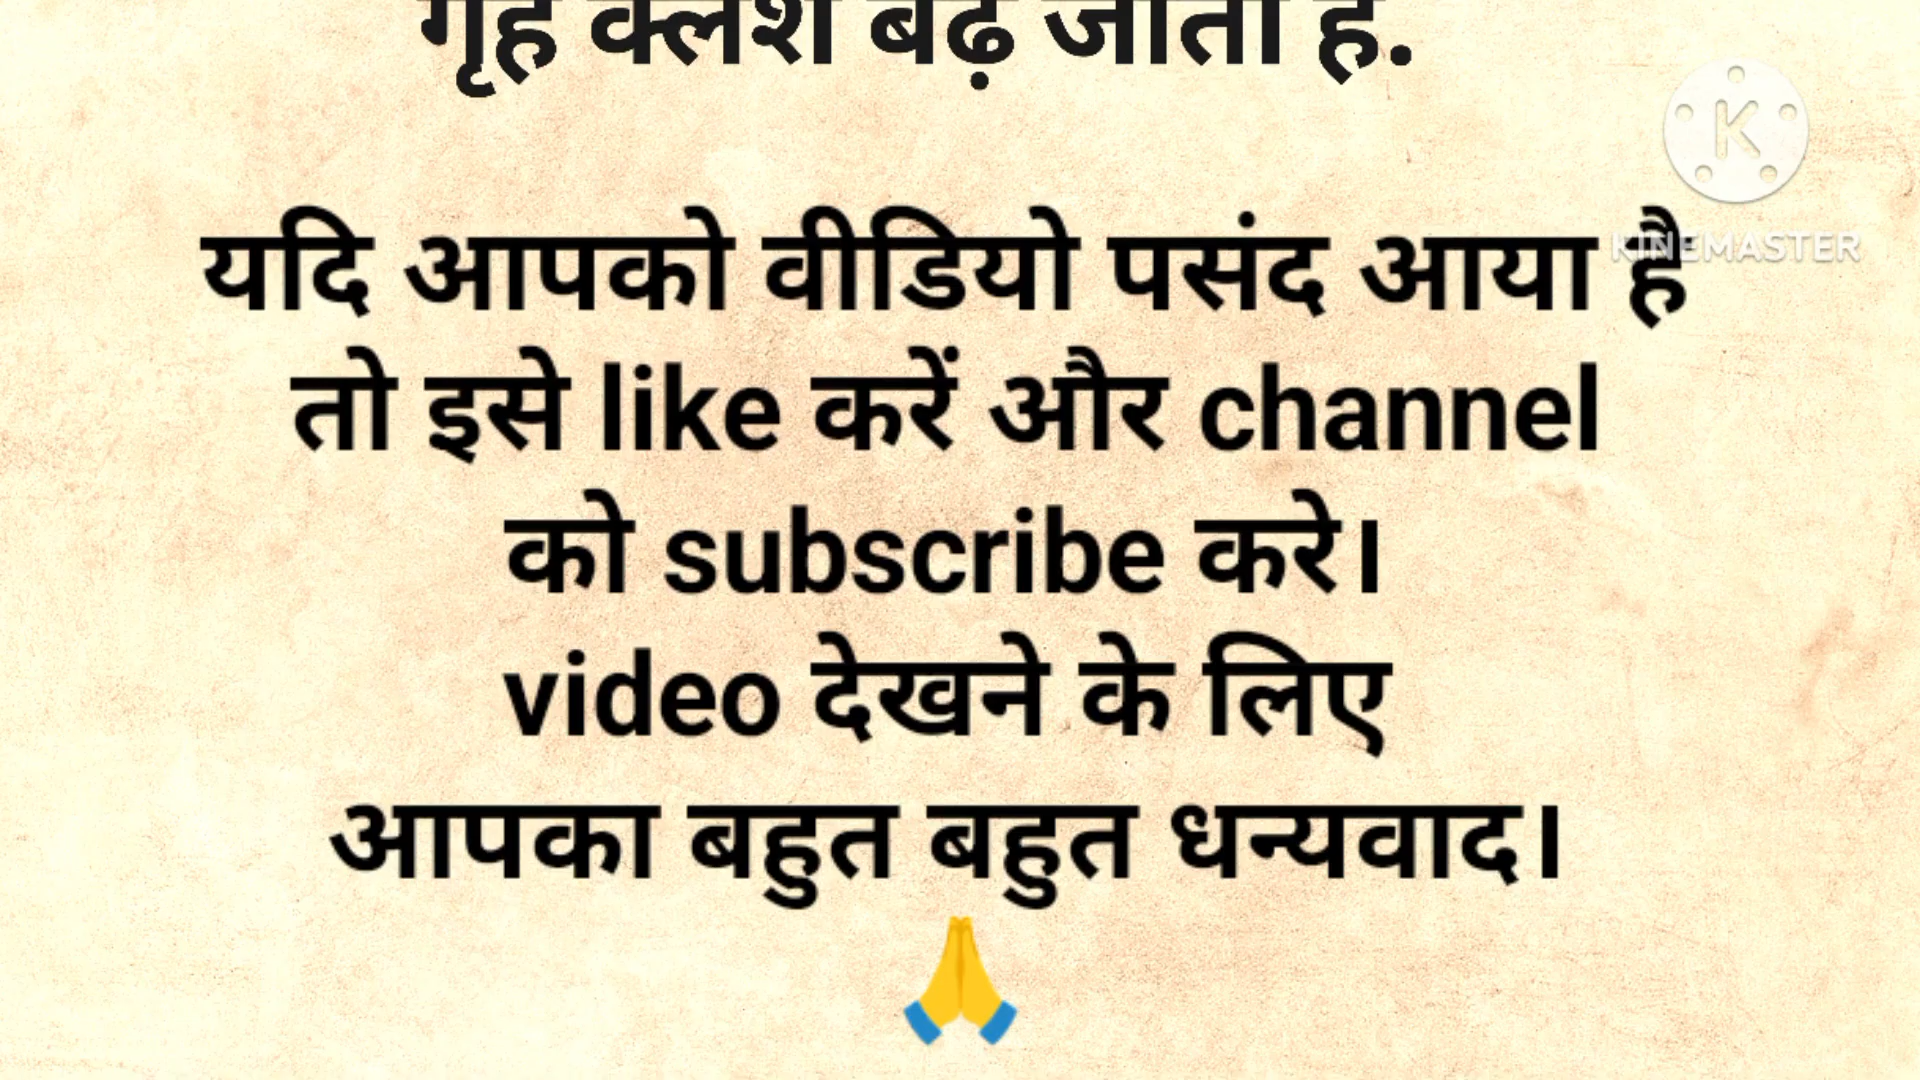 गृह क्लेश बढ़ जाता है.
KINEMASTER
यदि आपको वीडियो पसंद आया है
तो इसे like करें और channel
को subscribe करे।
video देखने के लिए
आपका बहुत बहुत धन्यवाद।
🙏